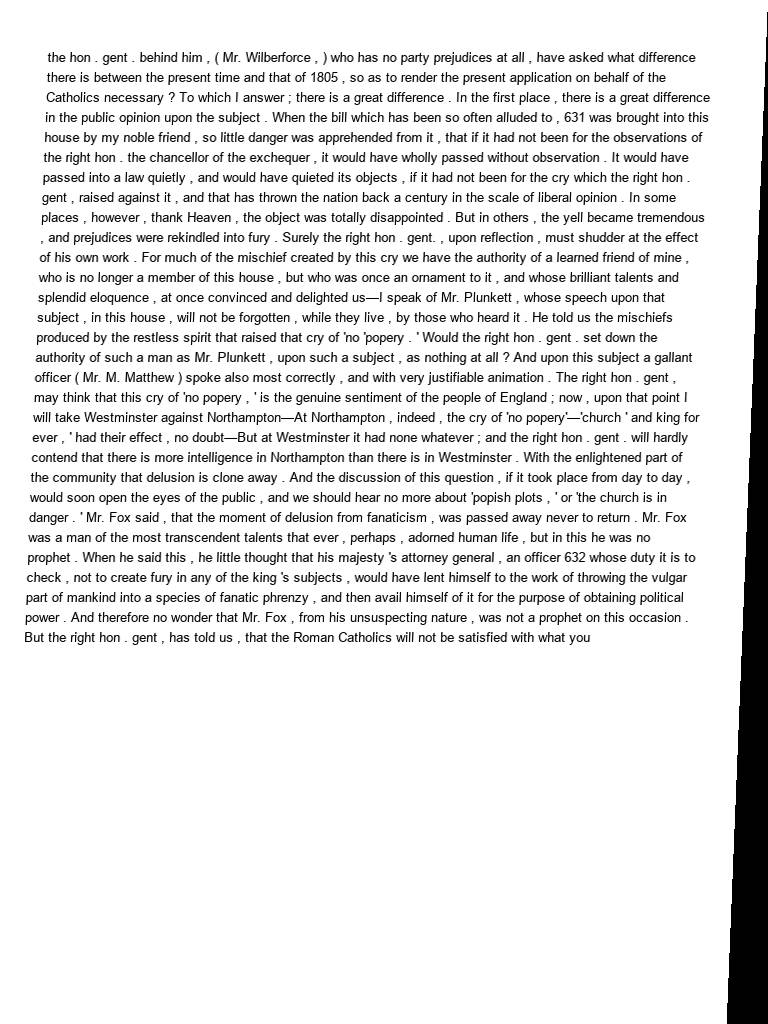 the hon . gent . behind him , ( Mr. Wilberforce , ) who has no party prejudices at all , have asked what difference
there is between the present time and that of 1805 , so as to render the present application on behalf of the
Catholics necessary ? To which I answer ; there is a great difference . In the first place , there is a great difference
in the public opinion upon the subject . When the bill which has been so often alluded to , 631 was brought into this
house by my noble friend , so little danger was apprehended from it , that if it had not been for the observations of
the right hon . the chancellor of the exchequer , it would have wholly passed without observation . It would have
passed into a law quietly , and would have quieted its objects , if it had not been for the cry which the right hon .
gent , raised against it , and that has thrown the nation back a century in the scale of liberal opinion . In some
places , however , thank Heaven , the object was totally disappointed . But in others , the yell became tremendous
, and prejudices were rekindled into fury . Surely the right hon . gent. , upon reflection , must shudder at the effect
of his own work . For much of the mischief created by this cry we have the authority of a learned friend of mine ,
who is no longer a member of this house , but who was once an ornament to it , and whose brilliant talents and
splendid eloquence , at once convinced and delighted us—I speak of Mr. Plunkett , whose speech upon that
subject , in this house , will not be forgotten , while they live , by those who heard it . He told us the mischiefs
produced by the restless spirit that raised that cry of 'no 'popery . ' Would the right hon . gent . set down the
authority of such a man as Mr. Plunkett , upon such a subject , as nothing at all ? And upon this subject a gallant
officer ( Mr. M. Matthew ) spoke also most correctly , and with very justifiable animation . The right hon . gent ,
may think that this cry of 'no popery , ' is the genuine sentiment of the people of England ; now , upon that point I
will take Westminster against Northampton—At Northampton , indeed , the cry of 'no popery'—'church ' and king for
ever , ' had their effect , no doubt—But at Westminster it had none whatever ; and the right hon . gent . will hardly
contend that there is more intelligence in Northampton than there is in Westminster . With the enlightened part of
the community that delusion is clone away . And the discussion of this question , if it took place from day to day ,
would soon open the eyes of the public , and we should hear no more about 'popish plots , ' or 'the church is in
danger . ' Mr. Fox said , that the moment of delusion from fanaticism , was passed away never to return . Mr. Fox
was a man of the most transcendent talents that ever , perhaps , adorned human life , but in this he was no
prophet . When he said this , he little thought that his majesty 's attorney general , an officer 632 whose duty it is to
check , not to create fury in any of the king 's subjects , would have lent himself to the work of throwing the vulgar
part of mankind into a species of fanatic phrenzy , and then avail himself of it for the purpose of obtaining political
power . And therefore no wonder that Mr. Fox , from his unsuspecting nature , was not a prophet on this occasion .
But the right hon . gent , has told us , that the Roman Catholics will not be satisfied with what you